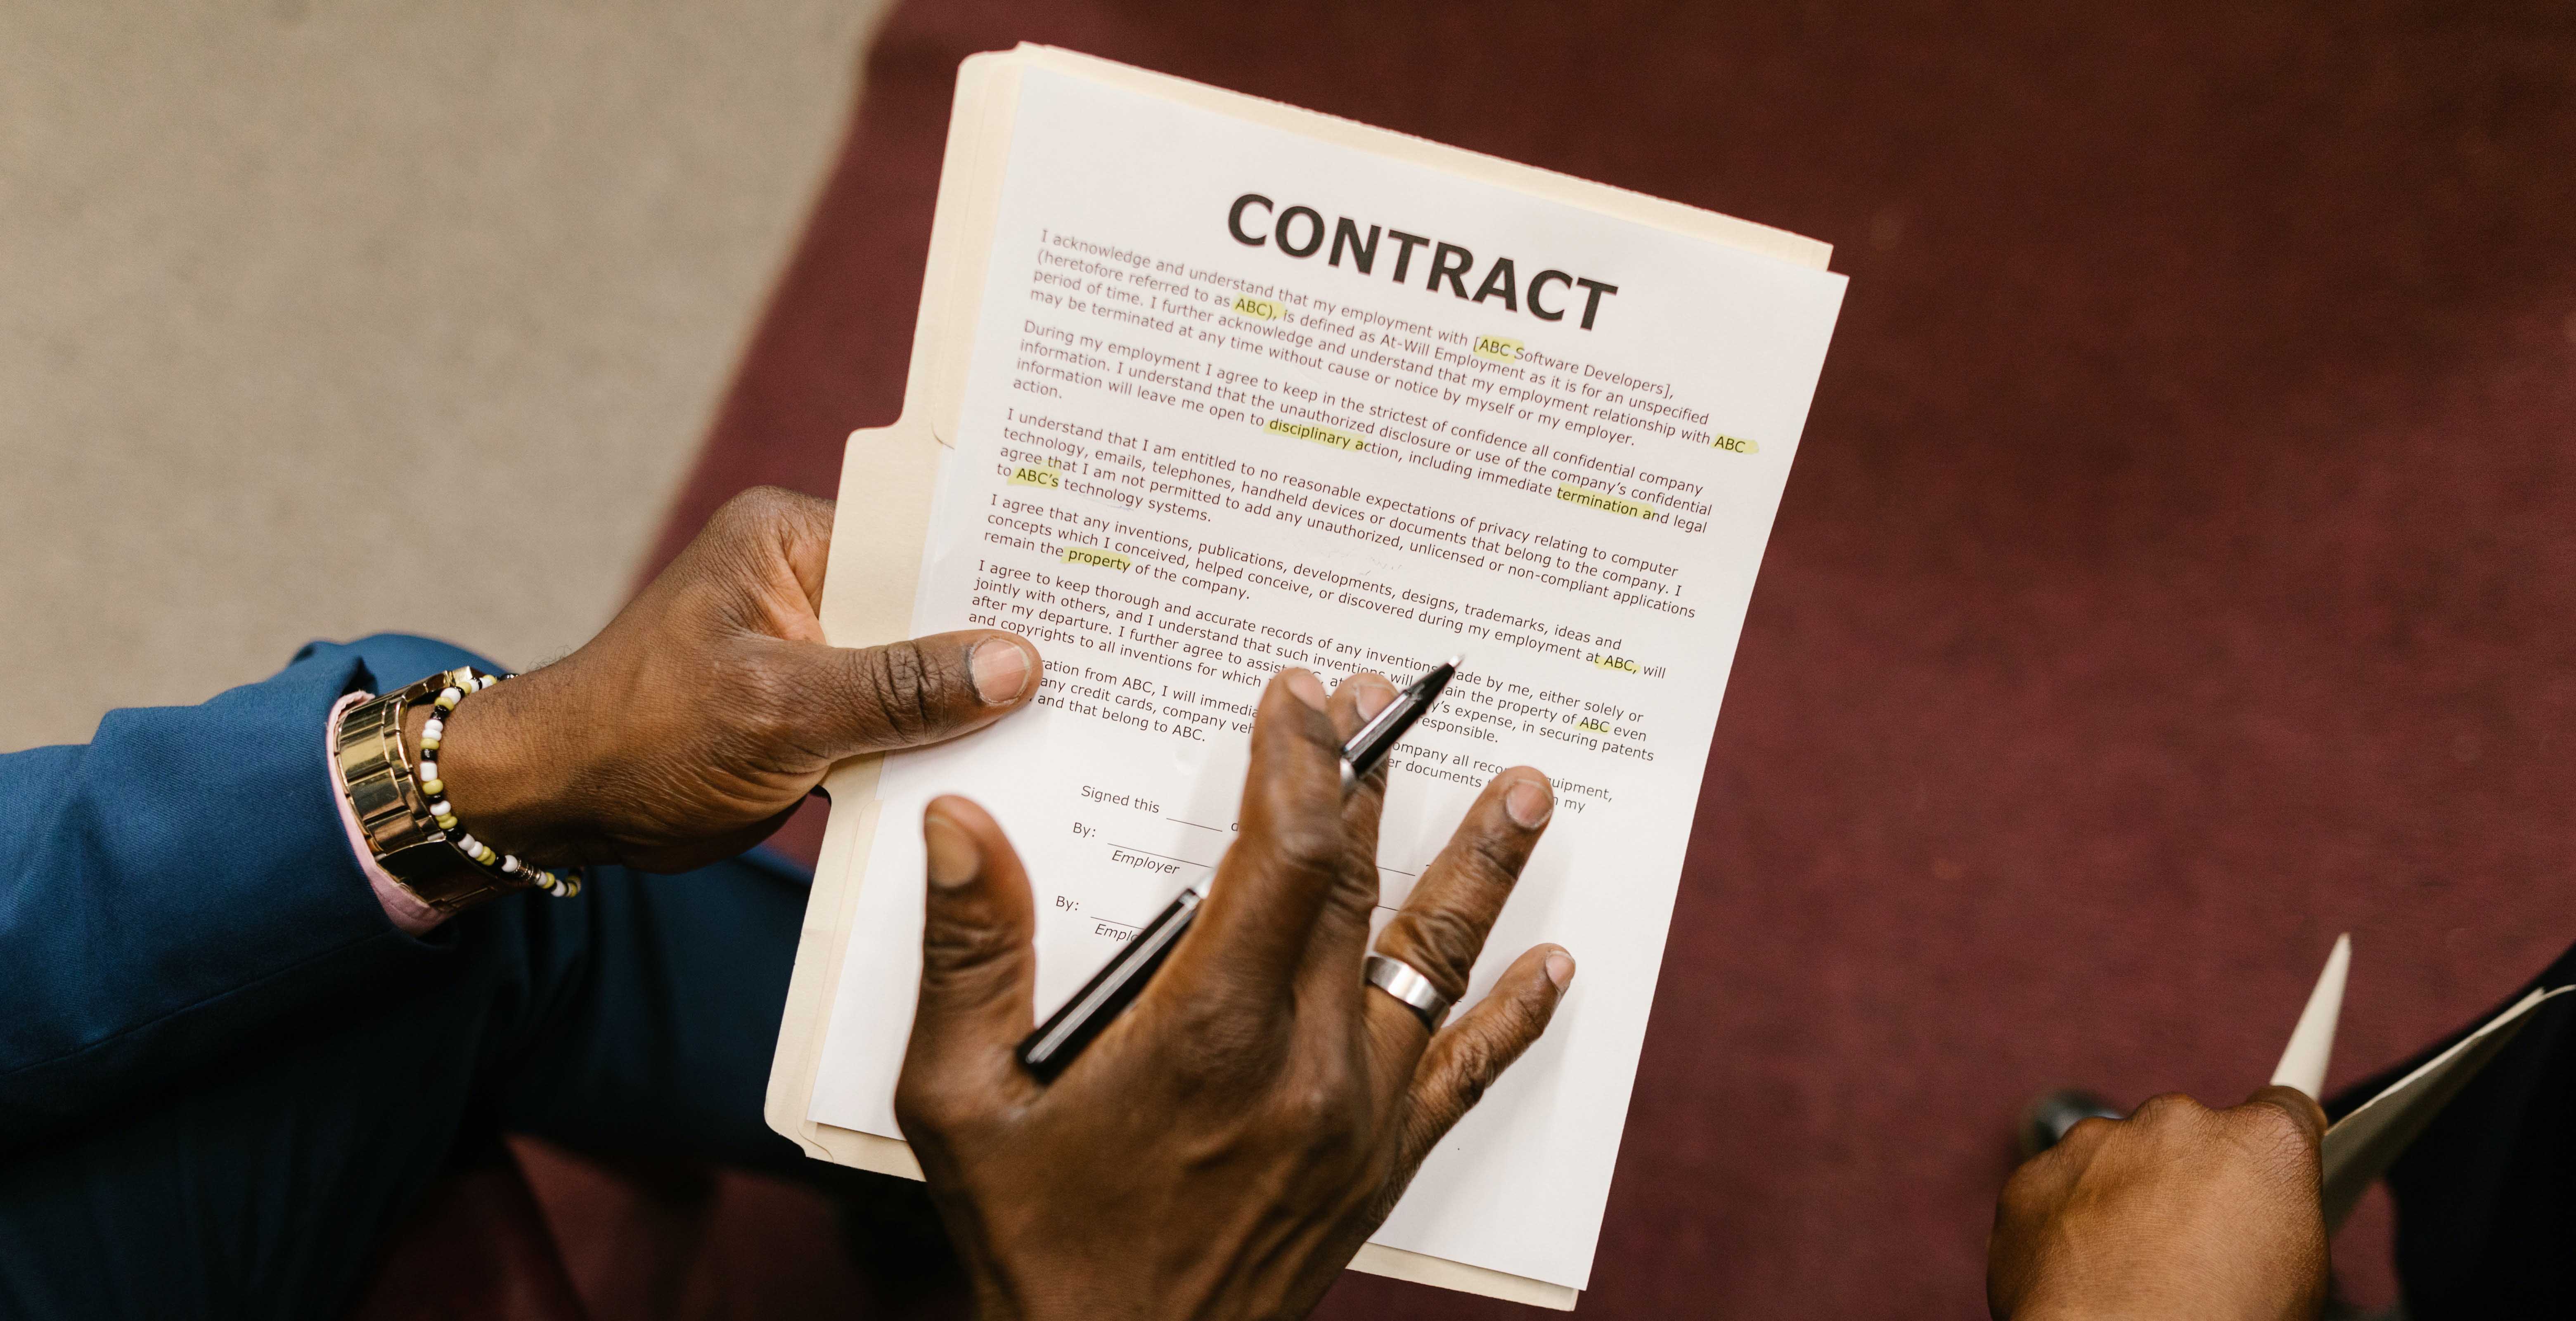 CONTRACT
I acknowledge and understand that my employment with [ABC Software Developers],
(heretofore referred to as ABC), is defined as At-Will Employment as it is for an unspecified
period of time. I further acknowledge and understand that my employment relationship with ABC
may be terminated at any time without cause or notice by myself or my employer.
During my employment I agree to keep in the strictest of confidence all confidential company
information. I understand that the unauthorized disclosure or use of the company's confidential
information will leave me open to disciplinary action, including immediate termination and legal
action.
I understand that I am entitled to no reasonable expectations of privacy relating to computer
technology, emails, telephones, handheld devices or documents that belong to the company. I
agree that I am not permitted to add any unauthorized, unlicensed or non-compliant applications
to ABC's technology systems.
I agree that any inventions, publications, developments, designs, trademarks, ideas and
concepts which I conceived, helped conceive, or discovered during my employment at ABC, will
remain the property of the company.
I agree to keep thorough and accurate records of any inventions made by me, either solely or
jointly with others, and I understand that such inventions will remain the property of ABC even
after my departure. I further agree to assist at expense, in securing patents
and copyrights to all inventions for which responsible.
from ABC, I will all equipment,
any credit cards, company documents my
and that belong to ABC.
Signed this
By:
Employer
By: